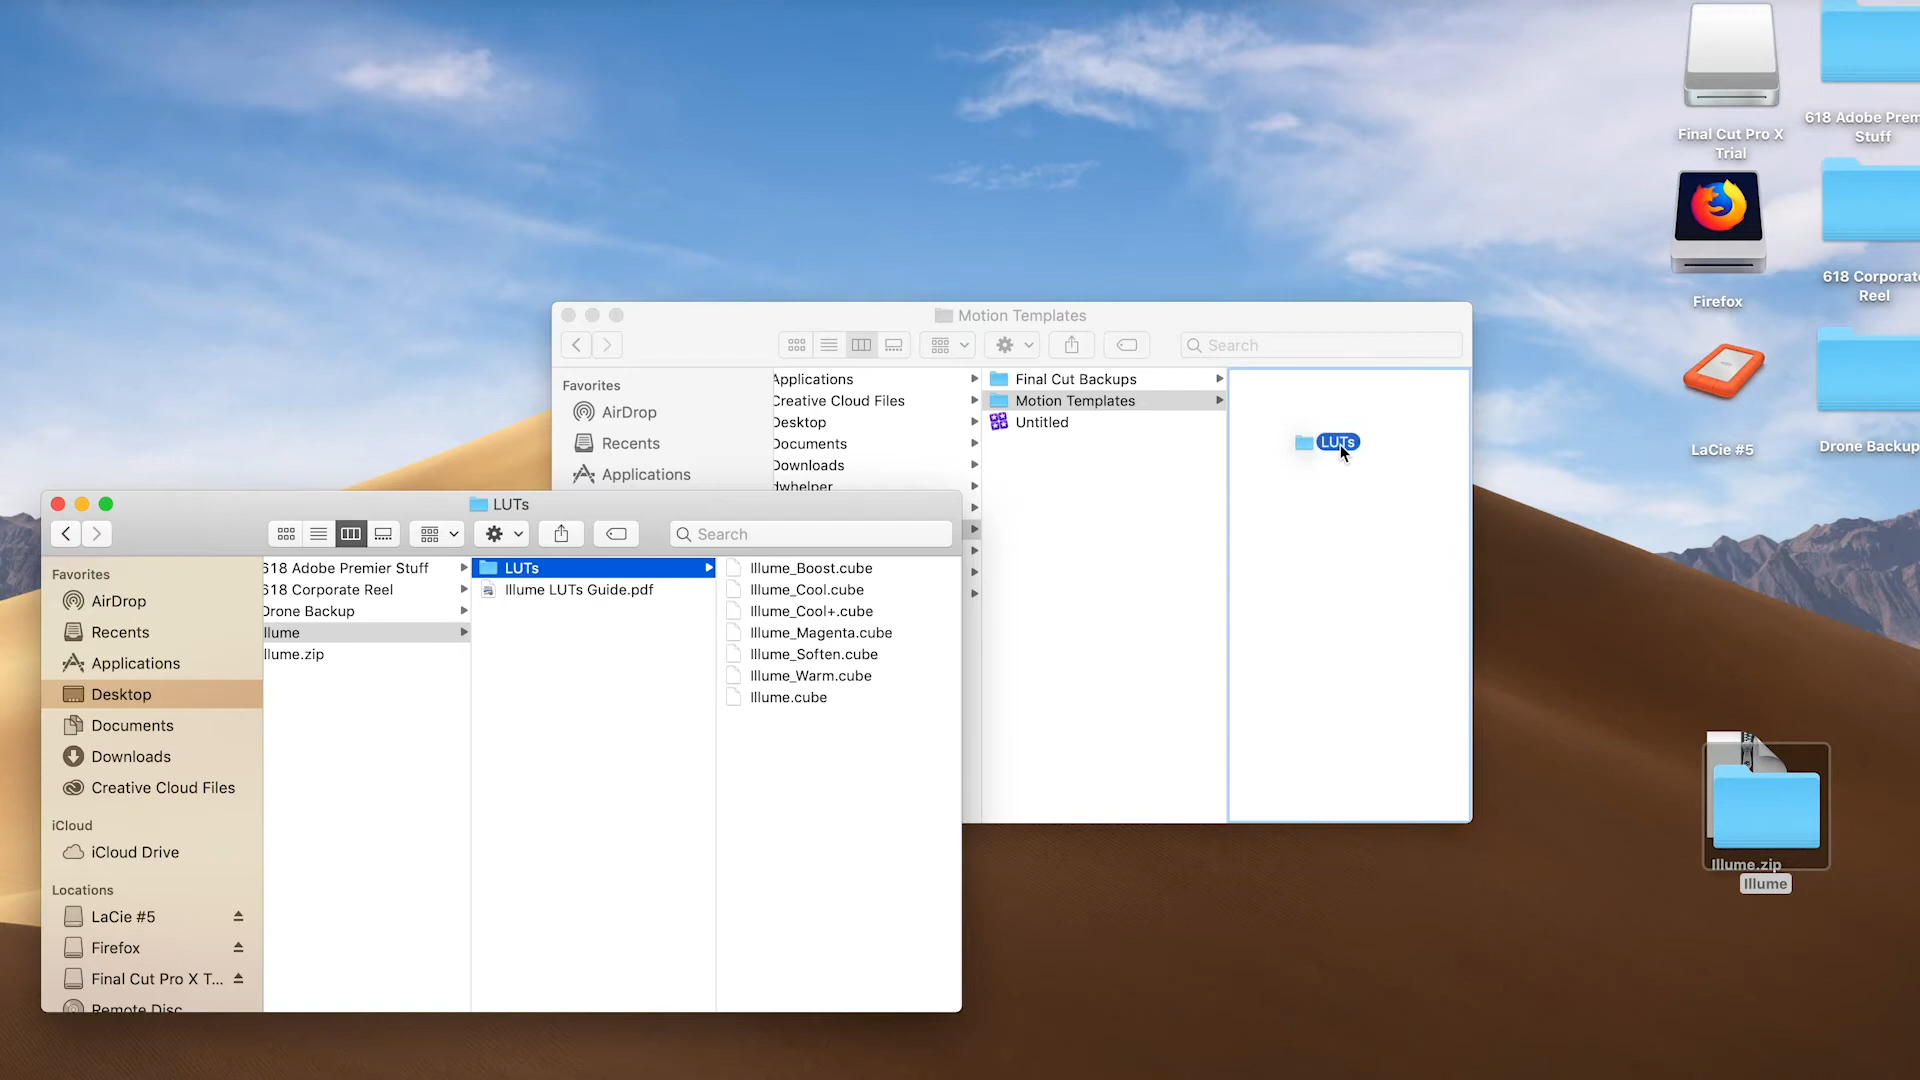 Final Cut Pro X
Trial
618 Adobe Prem
Stuff
Firefox
618 Corporate
Reel
LaCie #5
Drone Backup
Motion Templates
Search
Favorites
AirDrop
Recents
Applications
Applications
Creative Cloud Files
Desktop
Documents
Downloads
dwhelper
Final Cut Backups
Motion Templates
Untitled
LUTs
LUTs
Search
Favorites
AirDrop
Recents
Applications
Desktop
Documents
Downloads
Creative Cloud Files
iCloud
iCloud Drive
Locations
LaCie #5
Firefox
Final Cut Pro X T...
Remote Disc
618 Adobe Premier Stuff
618 Corporate Reel
Drone Backup
Illume
Illume.zip
LUTs
Illume LUTs Guide.pdf
Illume_Boost.cube
Illume_Cool.cube
Illume_Cool+.cube
Illume_Magenta.cube
Illume_Soften.cube
Illume_Warm.cube
Illume.cube
Illume.zip
Illume